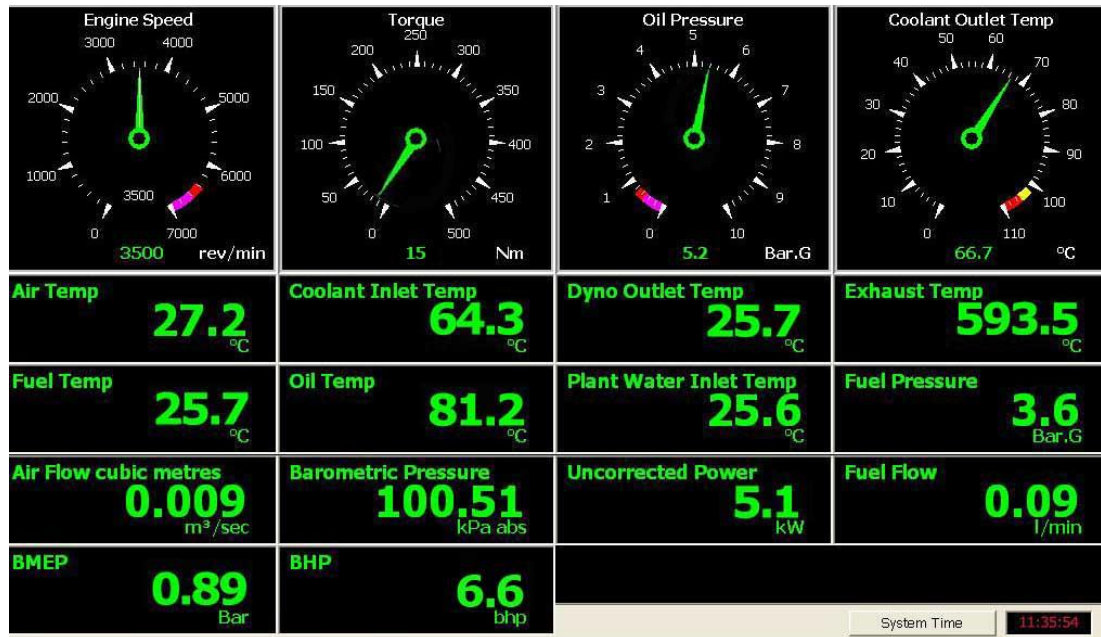 Engine Speed
0
1000
2000
3000
4000
5000
6000
7000
3500
3500 rev/min
Torque
0
50
100
150
200
250
300
350
400
450
500
15 Nm
Oil Pressure
0
1
2
3
4
5
6
7
8
9
10
5.2 Bar.G
Coolant Outlet Temp
0
10
20
30
40
50
60
70
80
90
100
110
66.7 °C
Air Temp
27.2
°C
Coolant Inlet Temp
64.3
°C
Dyno Outlet Temp
25.7
°C
Exhaust Temp
593.5
°C
Fuel Temp
25.7
°C
Oil Temp
81.2
°C
Plant Water Inlet Temp
25.6
°C
Fuel Pressure
3.6
Bar.G
Air Flow cubic metres
0.009
m³/sec
Barometric Pressure
100.51
kPa abs
Uncorrected Power
5.1
kW
Fuel Flow
0.09
l/min
BMEP
0.89
Bar
BHP
6.6
bhp
System Time 11:35:54